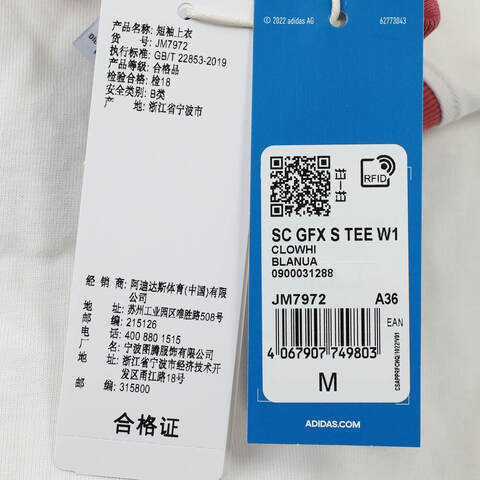 产品名称: 短袖上衣
货 号: JM7972
执行标准: GB/T 22853-2019
产品等级: 合格品
检验合格: 检18
安全类别: B类
产 地: 浙江省宁波市
经 销 商: 阿迪达斯体育(中国)有限
公司
地 址: 苏州工业园区唯胜路508号
邮 编: 215126
电 话: 400 880 1515
厂 名: 宁波图腾服饰有限公司
地 址: 浙江省宁波市经济技术开
发区甬江路18号
邮 编: 315800
合格证
© 2022 adidas AG
62773043
RFID
SC GFX S TEE W1
CLOWHI
BLANUA
0900031288
JM7972 A36
EAN
4 067907 749803
M
ADIDAS.COM